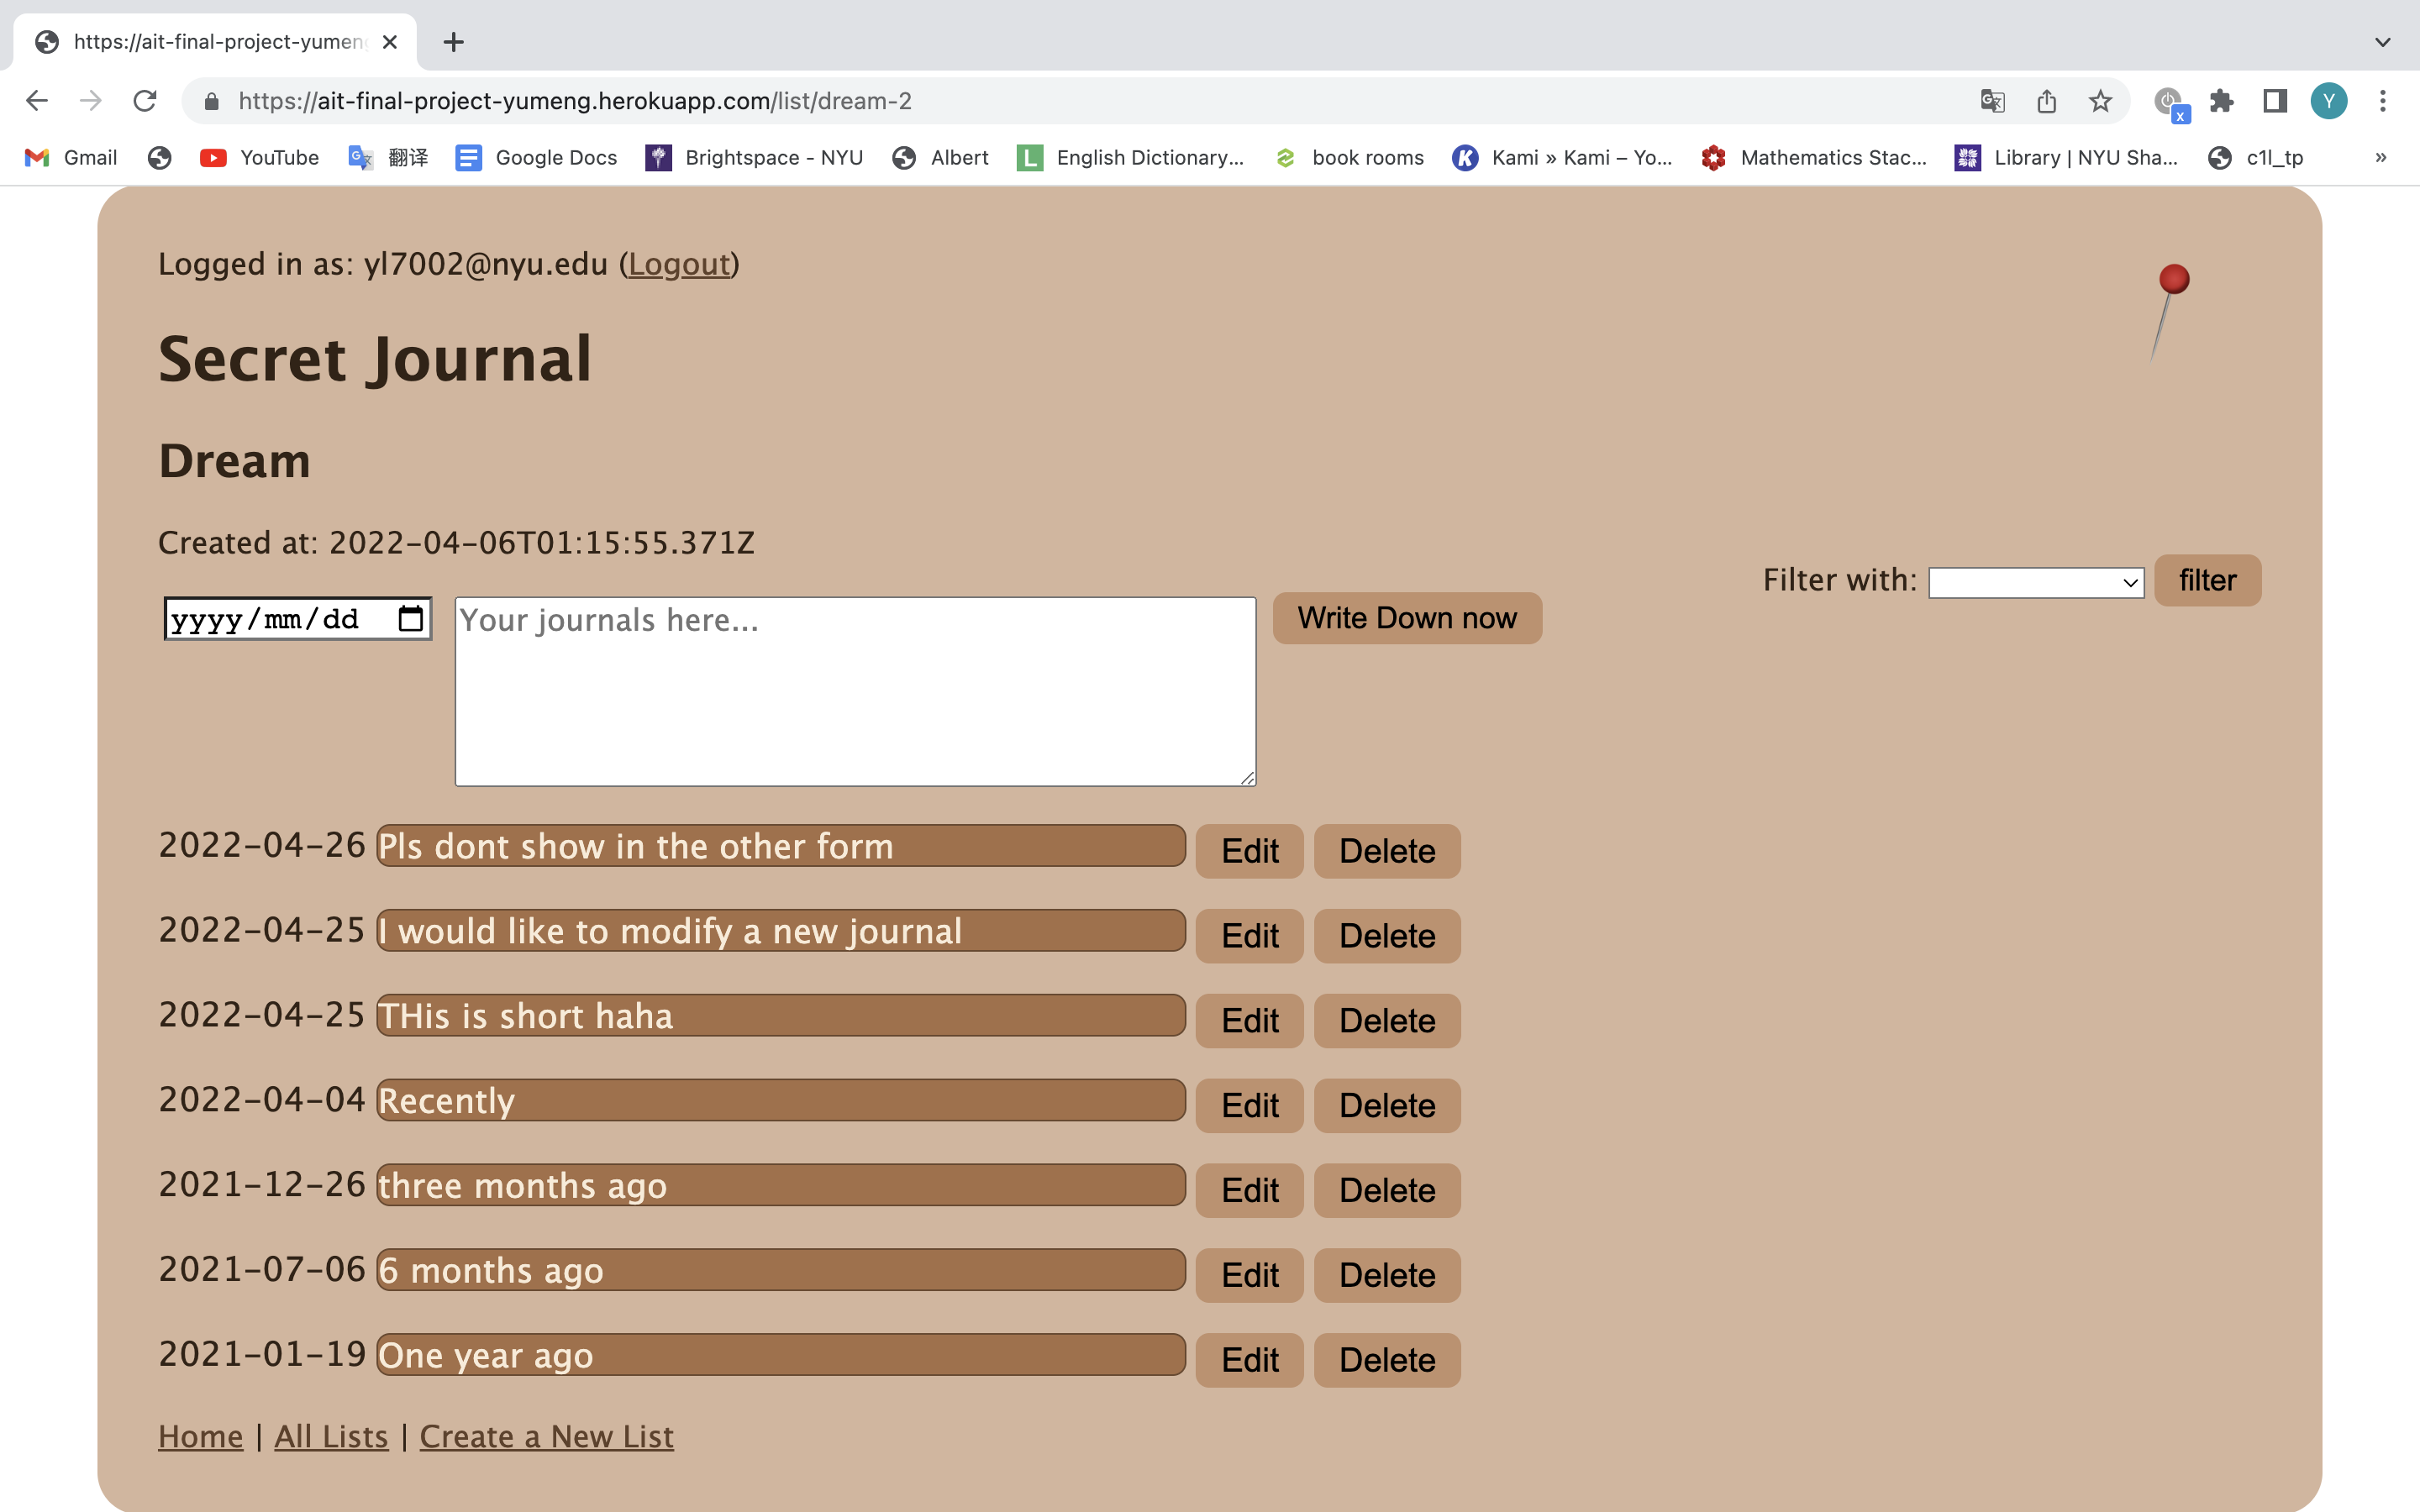 https://ait-final-project-yumeng
https://ait-final-project-yumeng.herokuapp.com/list/dream-2
Y
Gmail YouTube 翻译 Google Docs Brightspace - NYU Albert English Dictionary... book rooms Kami » Kami – Yo... Mathematics Stac... Library | NYU Sha... c1l_tp »
Logged in as: yl7002@nyu.edu (Logout)
Secret Journal
Dream
Created at: 2022-04-06T01:15:55.371Z
Filter with: filter
yyyy/mm/dd Your journals here... Write Down now
2022-04-26 Pls dont show in the other form Edit Delete
2022-04-25 I would like to modify a new journal Edit Delete
2022-04-25 THis is short haha Edit Delete
2022-04-04 Recently Edit Delete
2021-12-26 three months ago Edit Delete
2021-07-06 6 months ago Edit Delete
2021-01-19 One year ago Edit Delete
Home | All Lists | Create a New List